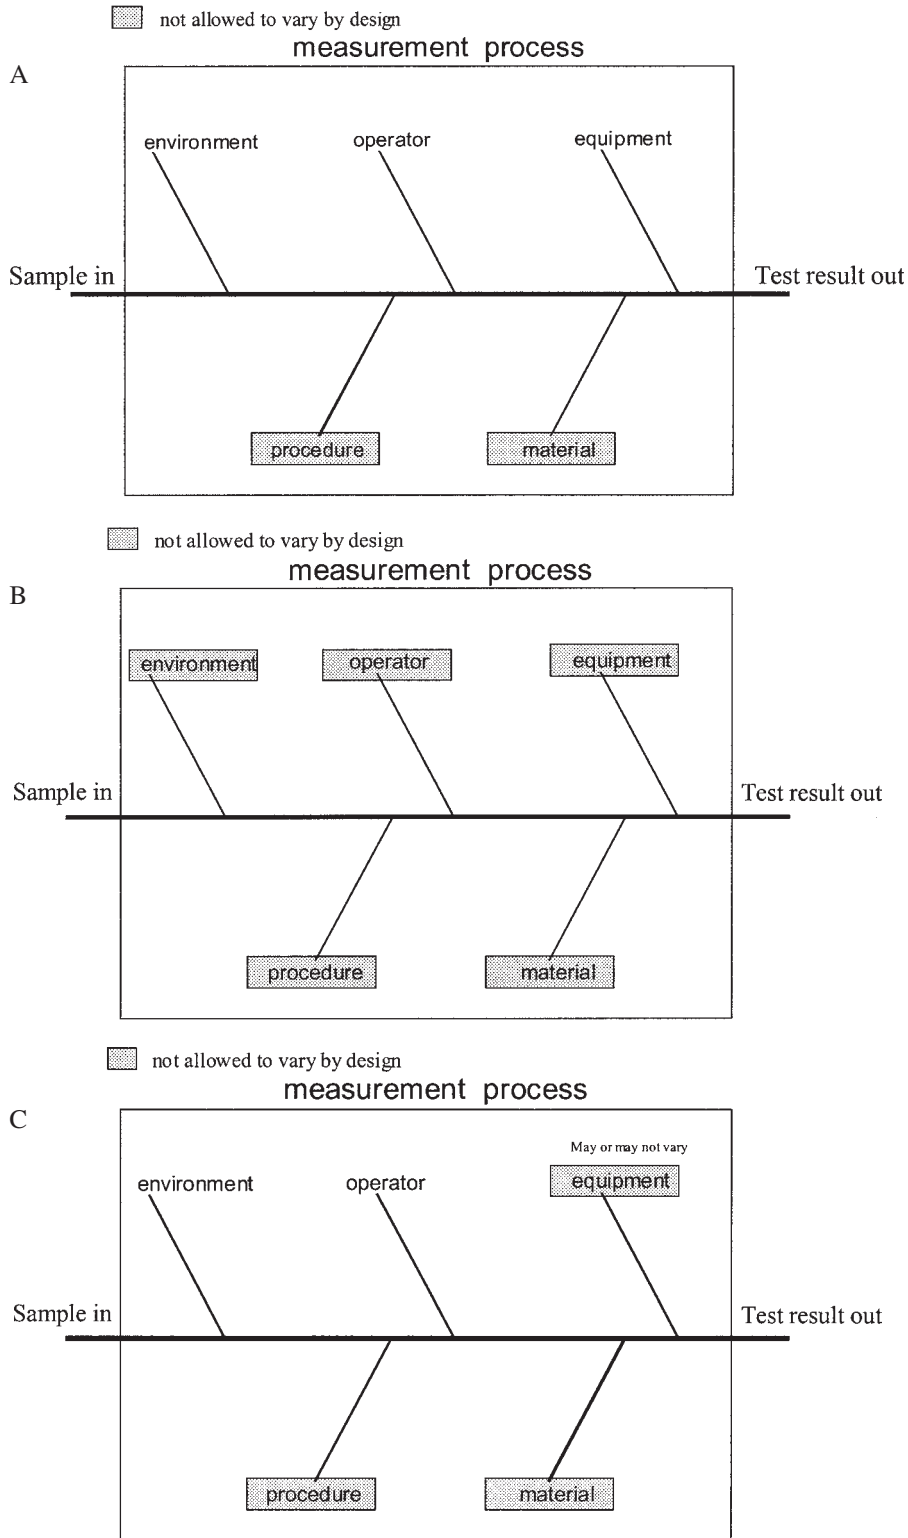 not allowed to vary by design
measurement process
A
environment operator equipment
Sample in Test result out
procedure material
not allowed to vary by design
measurement process
B
environment operator equipment
Sample in Test result out
procedure material
not allowed to vary by design
measurement process
C
May or may not vary
environment operator equipment
Sample in Test result out
procedure material